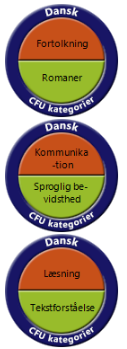 Dansk
Fortolkning
Romaner
CFU kategorier
Dansk
Kommunika
-tion
Sproglig be-
vidsthed
CFU kategorier
Dansk
Læsning
Tekstforståelse
CFU kategorier